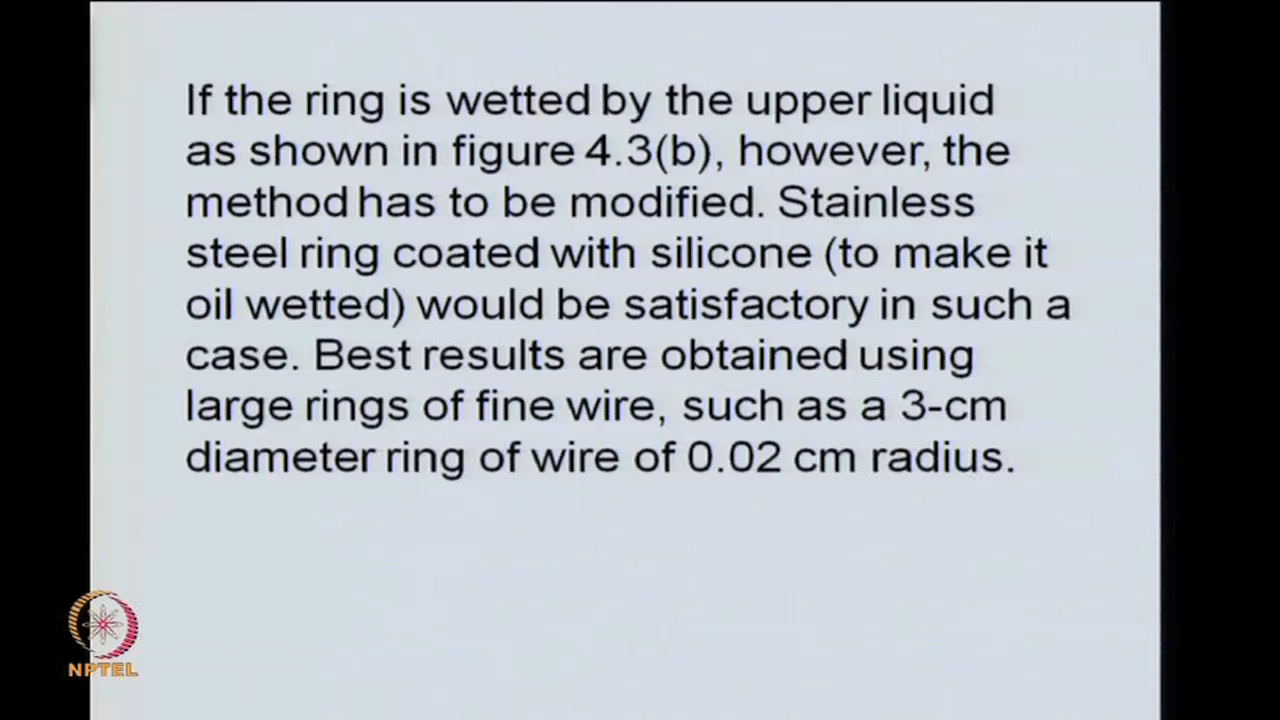 If the ring is wetted by the upper liquid
as shown in figure 4.3(b), however, the
method has to be modified. Stainless
steel ring coated with silicone (to make it
oil wetted) would be satisfactory in such a
case. Best results are obtained using
large rings of fine wire, such as a 3-cm
diameter ring of wire of 0.02 cm radius.
NPTEL